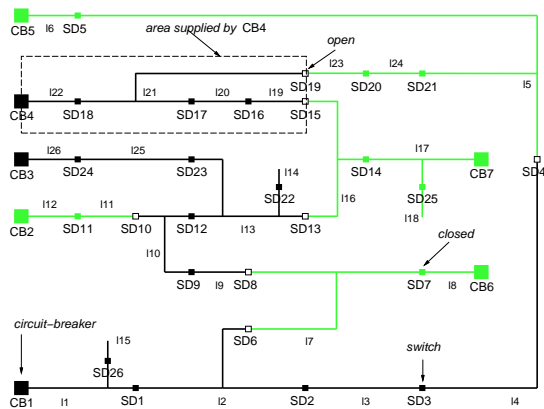 l6
CB5
SD5
area supplied by CB4
open
l23
l24
l5
SD19
SD20
SD21
l22
l21
l20
l19
CB4
SD18
SD17
SD16
SD15
l26
l25
l17
CB3
SD24
SD23
l14
SD14
CB7
SD4
SD22
SD25
l16
l18
l12
l11
CB2
SD11
SD10
SD12
l13
SD13
closed
l10
SD9
l9
SD8
SD7
l8
CB6
circuit-breaker
SD6
l7
l15
switch
SD26
CB1
l1
SD1
l2
SD2
l3
SD3
l4